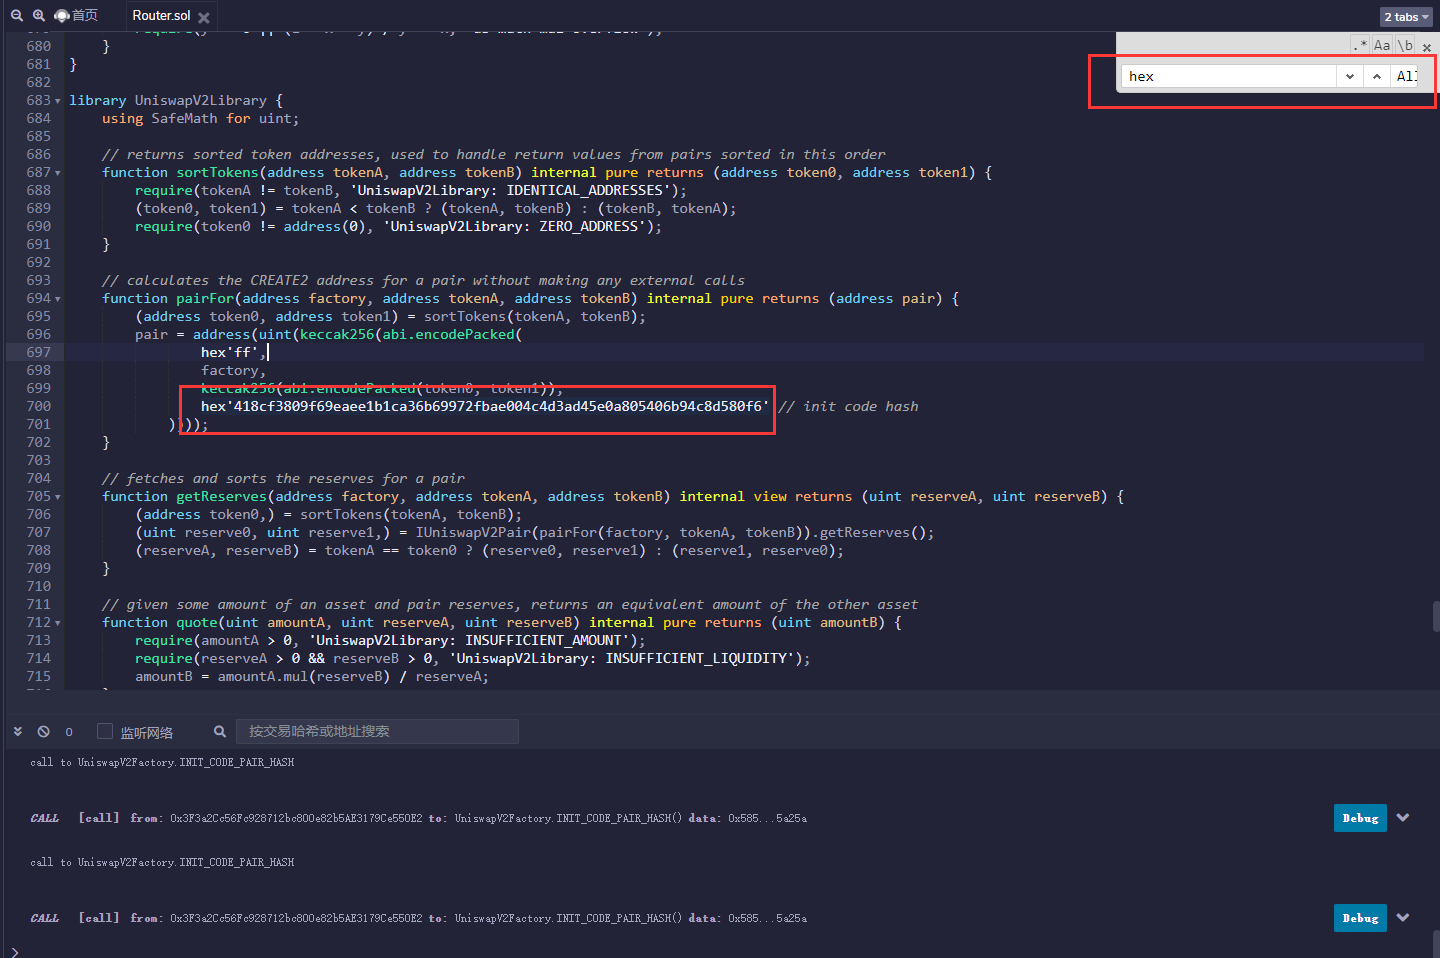 首页
Router.sol
2 tabs
.* Aa \b ×
hex
All
680 }
681 }
682
683 library UniswapV2Library {
684 using SafeMath for uint;
685
686 // returns sorted token addresses, used to handle return values from pairs sorted in this order
687 function sortTokens(address tokenA, address tokenB) internal pure returns (address token0, address token1) {
688 require(tokenA != tokenB, 'UniswapV2Library: IDENTICAL_ADDRESSES');
689 (token0, token1) = tokenA < tokenB ? (tokenA, tokenB) : (tokenB, tokenA);
690 require(token0 != address(0), 'UniswapV2Library: ZERO_ADDRESS');
691 }
692
693 // calculates the CREATE2 address for a pair without making any external calls
694 function pairFor(address factory, address tokenA, address tokenB) internal pure returns (address pair) {
695 (address token0, address token1) = sortTokens(tokenA, tokenB);
696 pair = address(uint(keccak256(abi.encodePacked(
697 hex'ff',
698 factory,
699 keccak256(abi.encodePacked(token0, token1)),
700 hex'418cf3809f69eaee1b1ca36b69972fbae004c4d3ad45e0a805406b94c8d580f6' // init code hash
701 ))));
702 }
703
704 // fetches and sorts the reserves for a pair
705 function getReserves(address factory, address tokenA, address tokenB) internal view returns (uint reserveA, uint reserveB) {
706 (address token0,) = sortTokens(tokenA, tokenB);
707 (uint reserve0, uint reserve1,) = IUniswapV2Pair(pairFor(factory, tokenA, tokenB)).getReserves();
708 (reserveA, reserveB) = tokenA == token0 ? (reserve0, reserve1) : (reserve1, reserve0);
709 }
710
711 // given some amount of an asset and pair reserves, returns an equivalent amount of the other asset
712 function quote(uint amountA, uint reserveA, uint reserveB) internal pure returns (uint amountB) {
713 require(amountA > 0, 'UniswapV2Library: INSUFFICIENT_AMOUNT');
714 require(reserveA > 0 && reserveB > 0, 'UniswapV2Library: INSUFFICIENT_LIQUIDITY');
715 amountB = amountA.mul(reserveB) / reserveA;
0 监听网络 按交易哈希或地址搜索
call to UniswapV2Factory.INIT_CODE_PAIR_HASH
CALL [call] from: 0x3F3a2Cc56Fc928712bc800e82b5AE3179Ce550E2 to: UniswapV2Factory.INIT_CODE_PAIR_HASH() data: 0x585...5a25a Debug
call to UniswapV2Factory.INIT_CODE_PAIR_HASH
CALL [call] from: 0x3F3a2Cc56Fc928712bc800e82b5AE3179Ce550E2 to: UniswapV2Factory.INIT_CODE_PAIR_HASH() data: 0x585...5a25a Debug
>